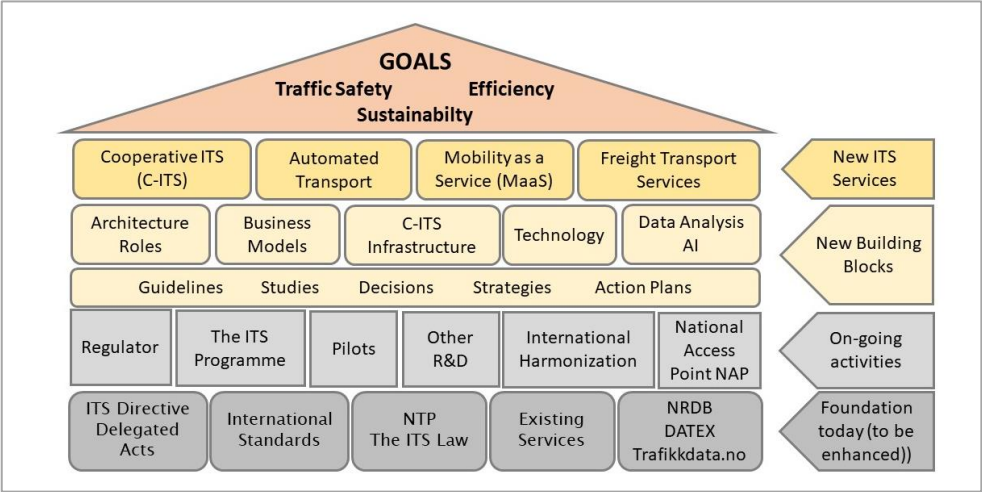 GOALS
Traffic Safety Efficiency
Sustainabilty
Cooperative ITS
(C-ITS)
Automated
Transport
Mobility as a
Service (MaaS)
Freight Transport
Services
New ITS
Services
Architecture
Roles
Business
Models
C-ITS
Infrastructure
Technology
Data Analysis
AI
New Building
Blocks
Guidelines Studies Decisions Strategies Action Plans
Regulator
The ITS
Programme
Pilots
Other
R&D
International
Harmonization
National
Access
Point NAP
On-going
activities
ITS Directive
Delegated
Acts
International
Standards
NTP
The ITS Law
Existing
Services
NRDB
DATEX
Trafikkdata.no
Foundation
today (to be
enhanced))